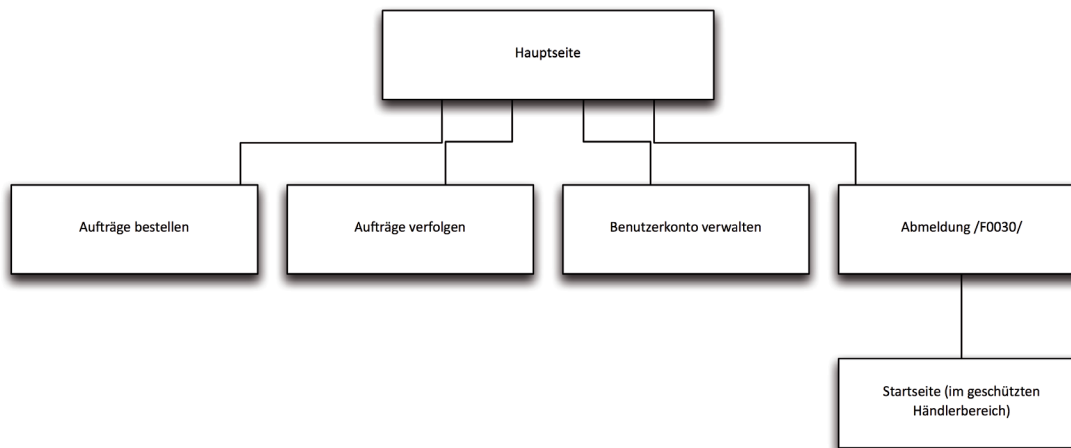 Hauptseite
Aufträge bestellen
Aufträge verfolgen
Benutzerkonto verwalten
Abmeldung /F0030/
Startseite (im geschützten
Händlerbereich)